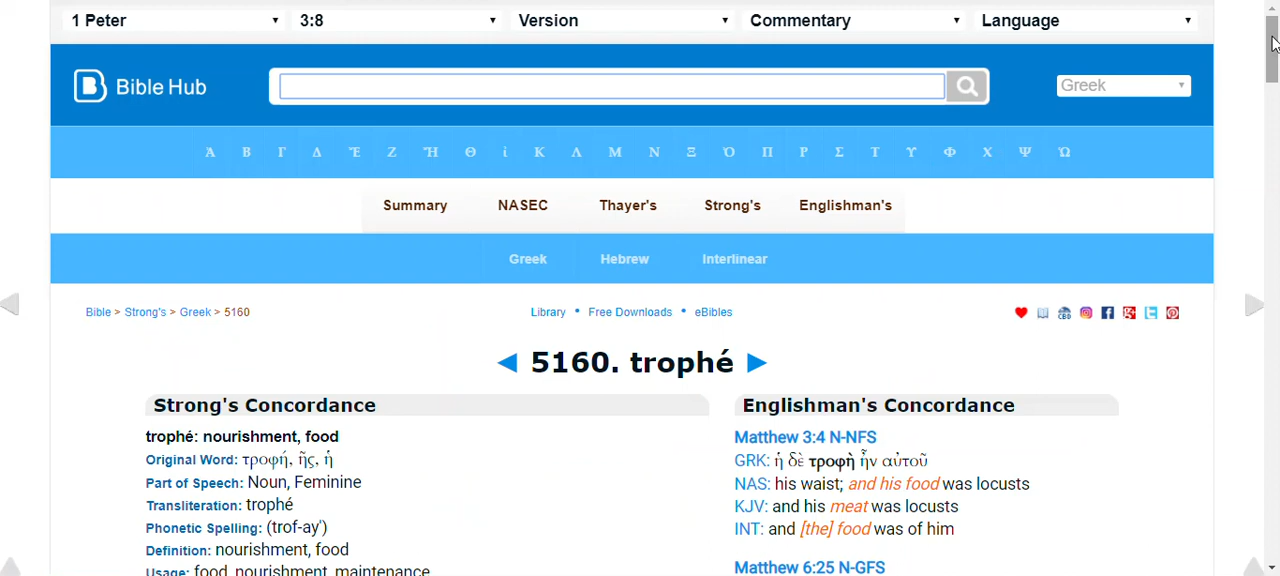 1 Peter 3:8 Version Commentary Language
Bible Hub Greek
Ἀ Β Γ Δ Ἐ Ζ Ἢ Θ ἰ Κ Λ Μ Ν Ξ Ὀ Π Ρ Σ Τ Υ Φ Χ Ψ Ὠ
Summary NASEC Thayer's Strong's Englishman's
Greek Hebrew Interlinear
Bible > Strong's > Greek > 5160
Library • Free Downloads • eBibles
◄ 5160. trophé ►
Strong's Concordance
trophé: nourishment, food
Original Word: τροφή, ῆς, ἡ
Part of Speech: Noun, Feminine
Transliteration: trophé
Phonetic Spelling: (trof-ay')
Definition: nourishment, food
Usage: food, nourishment, maintenance
Englishman's Concordance
Matthew 3:4 N-NFS
GRK: ἡ δὲ τροφὴ ἦν αὐτοῦ
NAS: his waist; and his food was locusts
KJV: and his meat was locusts
INT: and [the] food was of him
Matthew 6:25 N-GFS